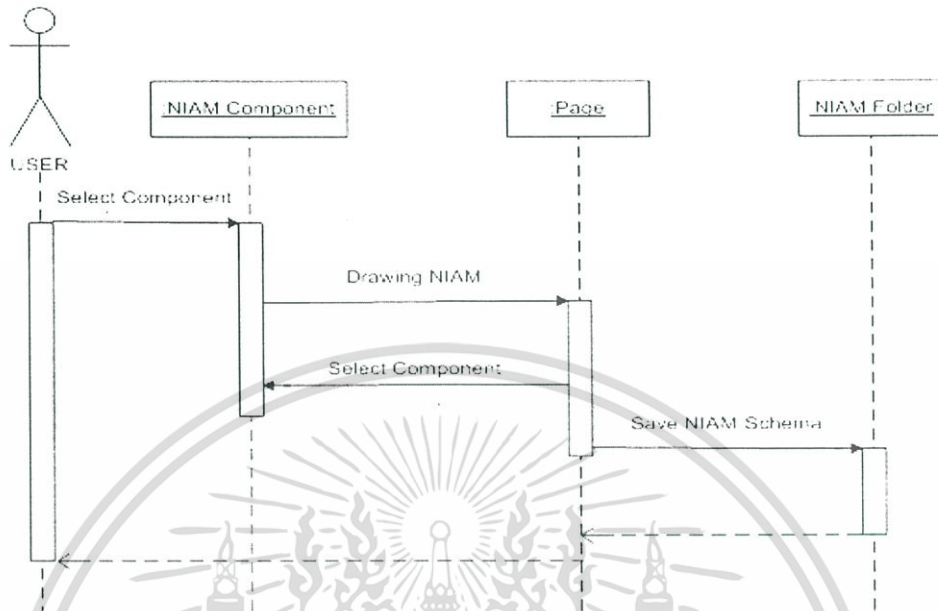 :NIAM Component
:Page
NIAM Folder
USER
Select Component
Drawing NIAM
Select Component
Save NIAM Schema